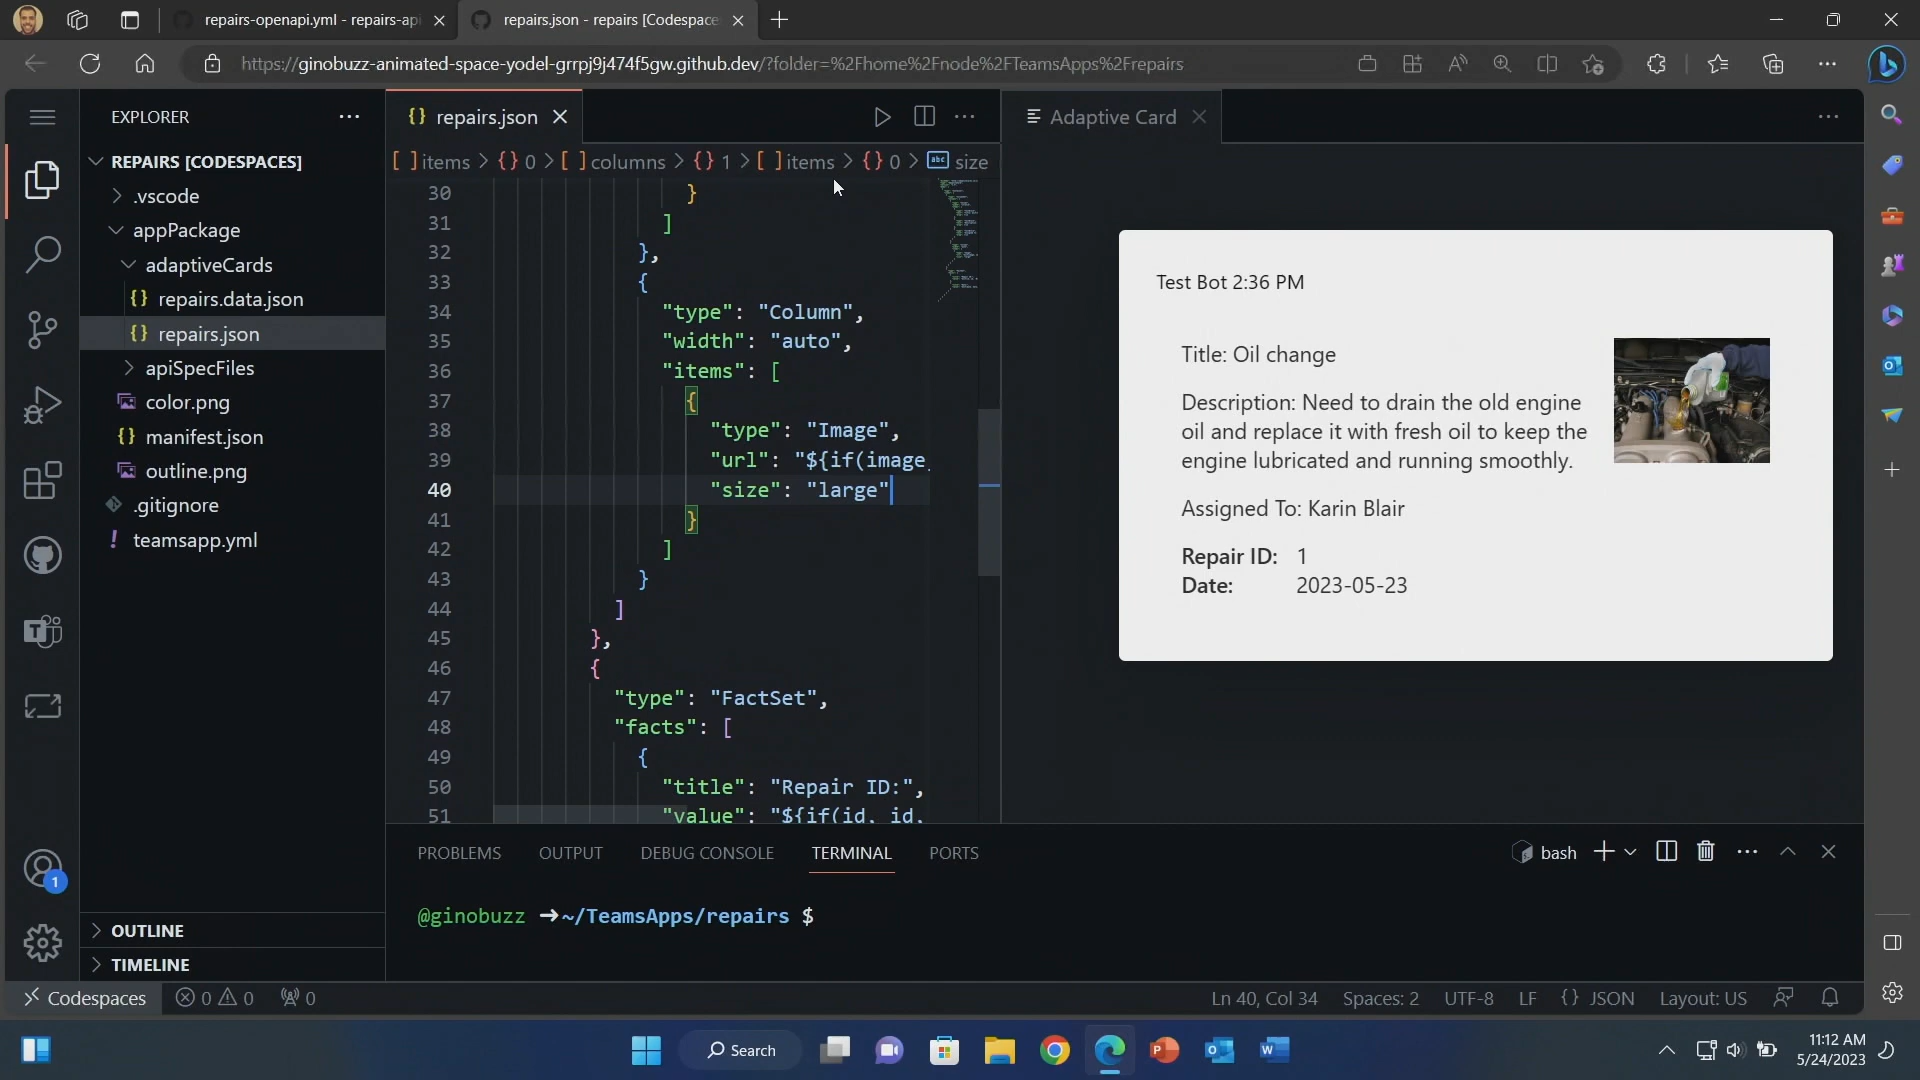 repairs-openapi.yml - repairs-api
repairs.json - repairs [Codespace
https://ginobuzz-animated-space-yodel-grrpj9j474f5gw.github.dev/?folder=%2Fhome%2Fnode%2FTeamsApps%2Frepairs
EXPLORER
REPAIRS [CODESPACES]
.vscode
appPackage
adaptiveCards
{} repairs.data.json
{} repairs.json
apiSpecFiles
color.png
{} manifest.json
outline.png
.gitignore
! teamsapp.yml
OUTLINE
TIMELINE
{} repairs.json
[ ] items > {} 0 > [ ] columns > {} 1 > [ ] items > {} 0 > abc size
30 }
31 ]
32 },
33 {
34 "type": "Column",
35 "width": "auto",
36 "items": [
37 {
38 "type": "Image",
39 "url": "${if(image
40 "size": "large"
41 }
42 ]
43 }
44 ]
45 },
46 {
47 "type": "FactSet",
48 "facts": [
49 {
50 "title": "Repair ID:",
51 "value": "${if(id, id,
Adaptive Card
Test Bot 2:36 PM
Title: Oil change
Description: Need to drain the old engine
oil and replace it with fresh oil to keep the
engine lubricated and running smoothly.
Assigned To: Karin Blair
Repair ID: 1
Date: 2023-05-23
PROBLEMS OUTPUT DEBUG CONSOLE TERMINAL PORTS
bash
@ginobuzz ➜ ~/TeamsApps/repairs $
1
Codespaces 0 0 0
Ln 40, Col 34 Spaces: 2 UTF-8 LF {} JSON Layout: US
Search
11:12 AM
5/24/2023